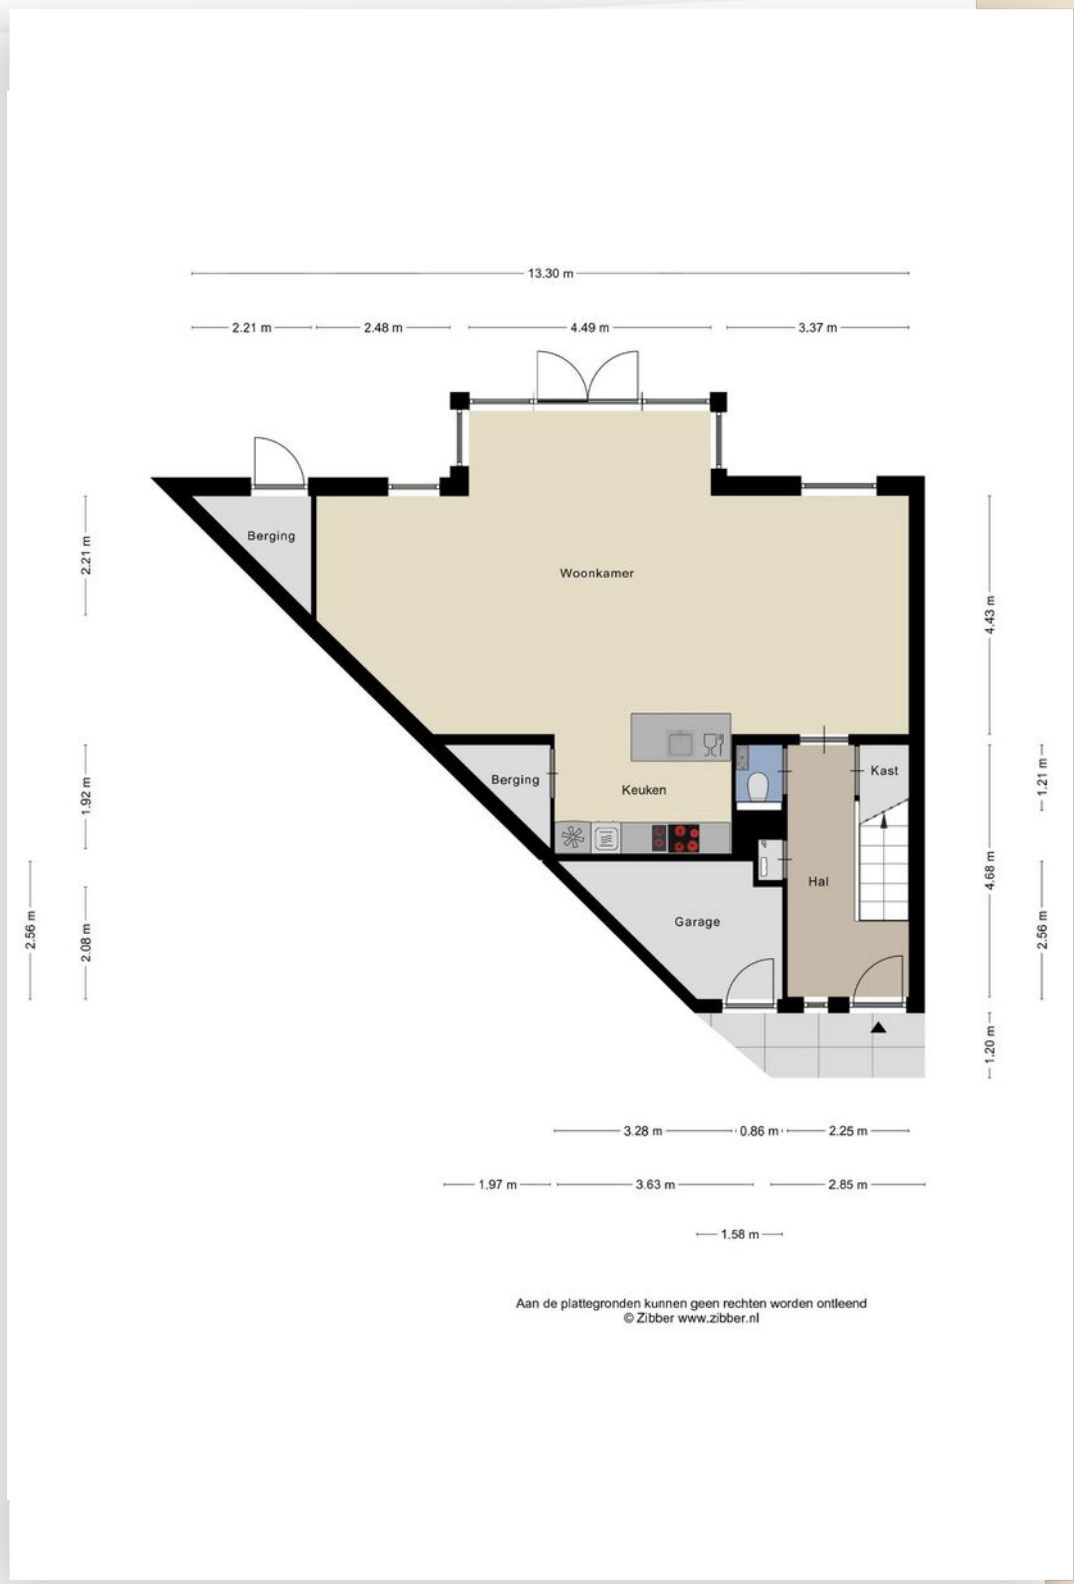 13.30 m
2.21 m
2.48 m
4.49 m
3.37 m
Berging
2.21 m
Woonkamer
4.43 m
Kast
Berging
Keuken
1.92 m
1.21 m
Hal
4.68 m
Garage
2.56 m
2.08 m
2.56 m
1.20 m
3.28 m
0.86 m
2.25 m
1.97 m
3.63 m
2.85 m
1.58 m
Aan de plattegronden kunnen geen rechten worden ontleend
© Zibber www.zibber.nl